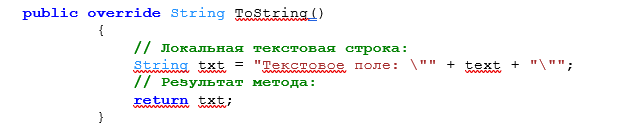 public override String ToString()
{
// Локальная текстовая строка:
String txt = "Текстовое поле: \"" + text + "\"";
// Результат метода:
return txt;
}